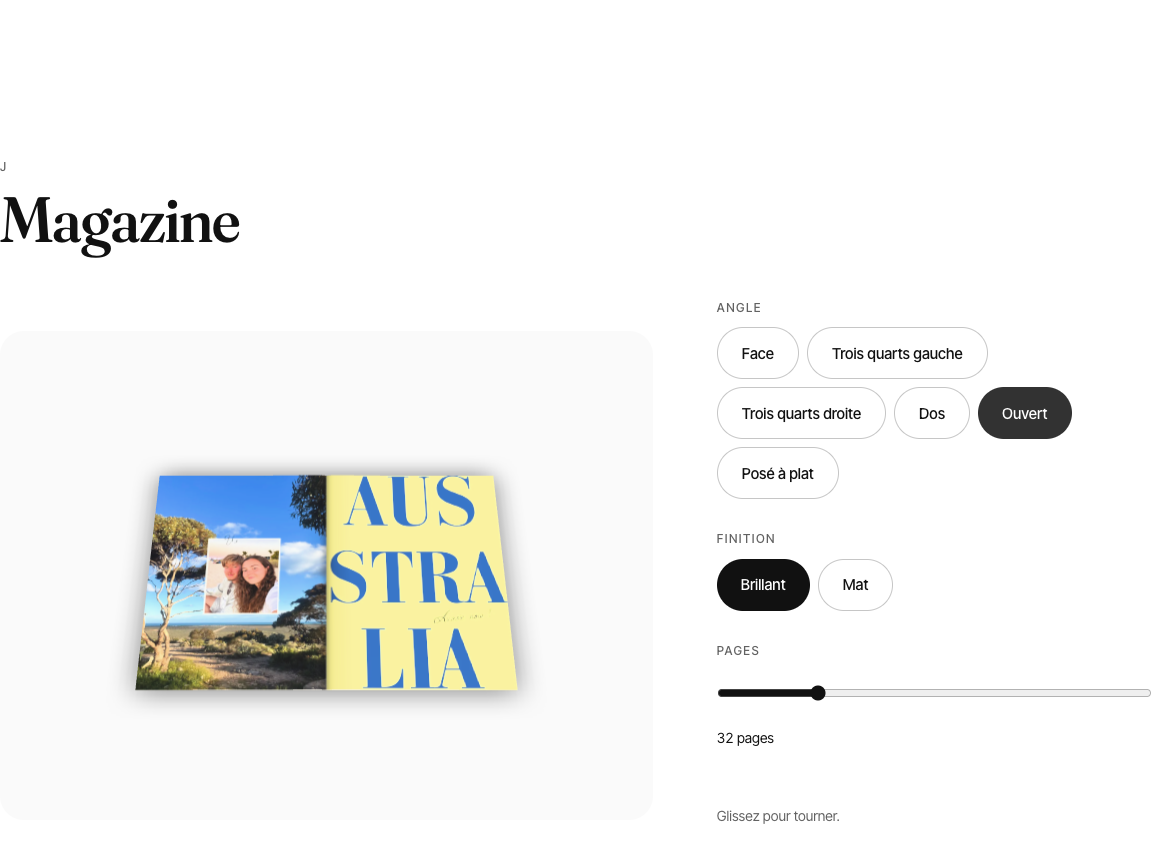 J
Magazine
ANGLE
Face
Trois quarts gauche
Trois quarts droite
Dos
Ouvert
Posé à plat
FINITION
Brillant
Mat
PAGES
32 pages
Glissez pour tourner.
AUS
STRA
LIA